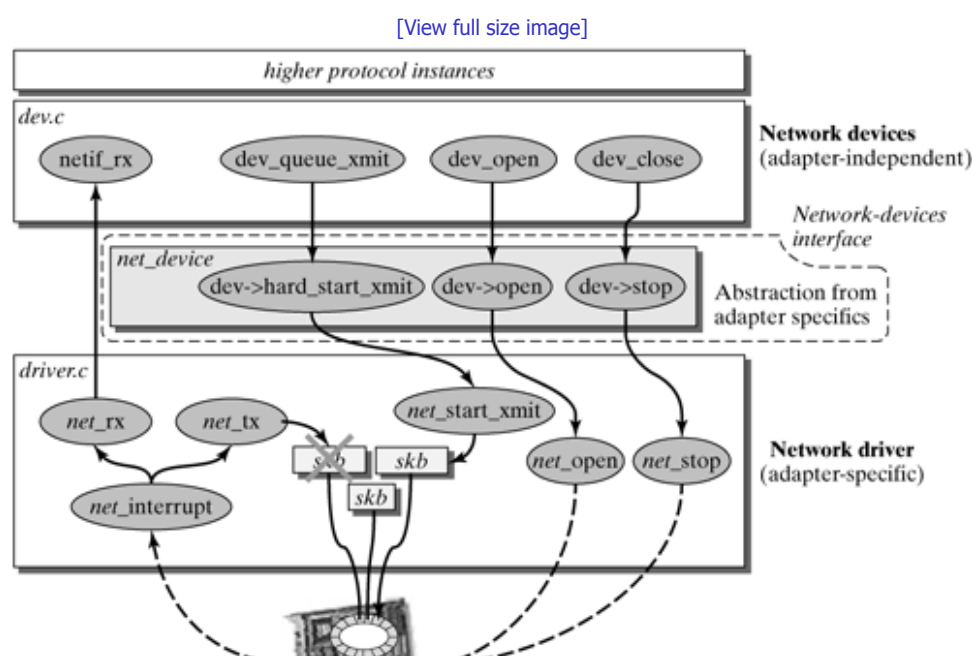 [View full size image]
higher protocol instances
dev.c
netif_rx
dev_queue_xmit
dev_open
dev_close
Network devices
(adapter-independent)
Network-devices
interface
net_device
dev->hard_start_xmit
dev->open
dev->stop
Abstraction from
adapter specifics
driver.c
net_rx
net_tx
net_start_xmit
skb
skb
skb
net_open
net_stop
Network driver
(adapter-specific)
net_interrupt